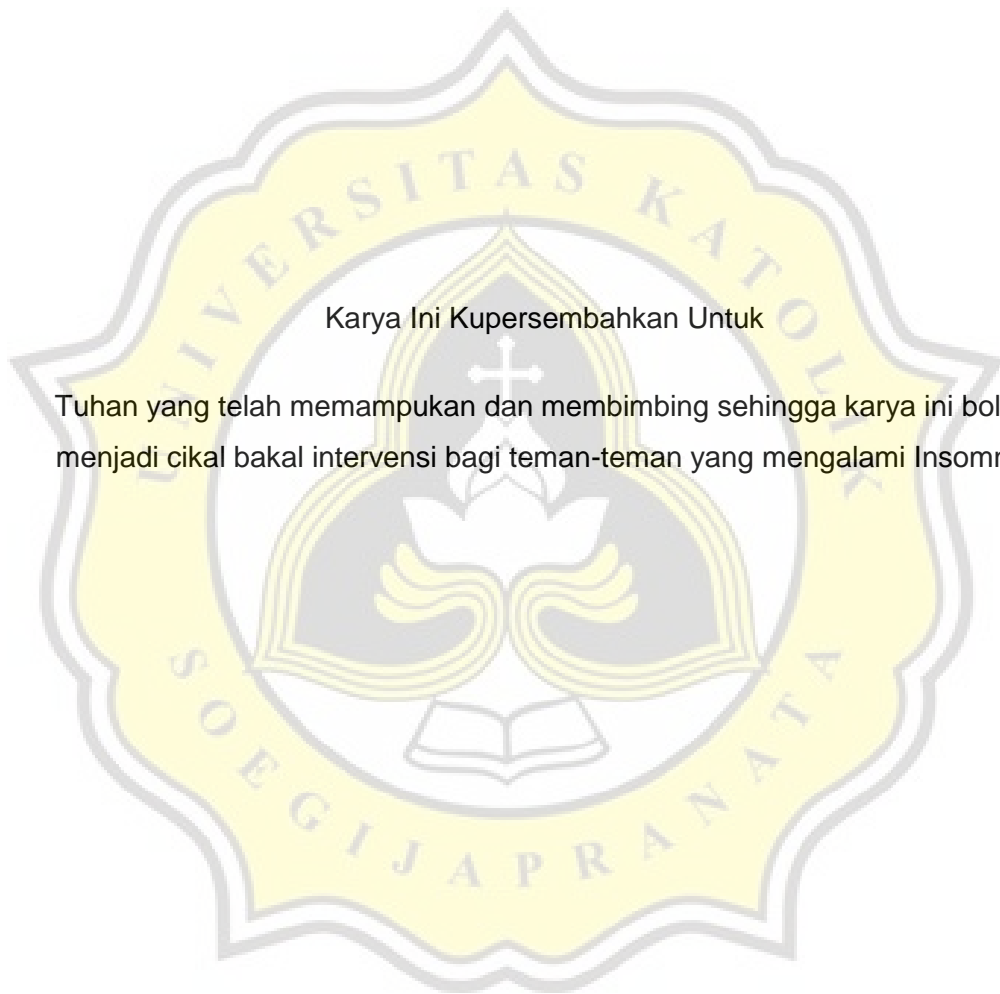 UNIVERSITAS KATOLIK
Karya Ini Kupersembahkan Untuk
Tuhan yang telah memampukan dan membimbing sehingga karya ini bol
menjadi cikal bakal intervensi bagi teman-teman yang mengalami Insomn
SOEGIJAPRANATA